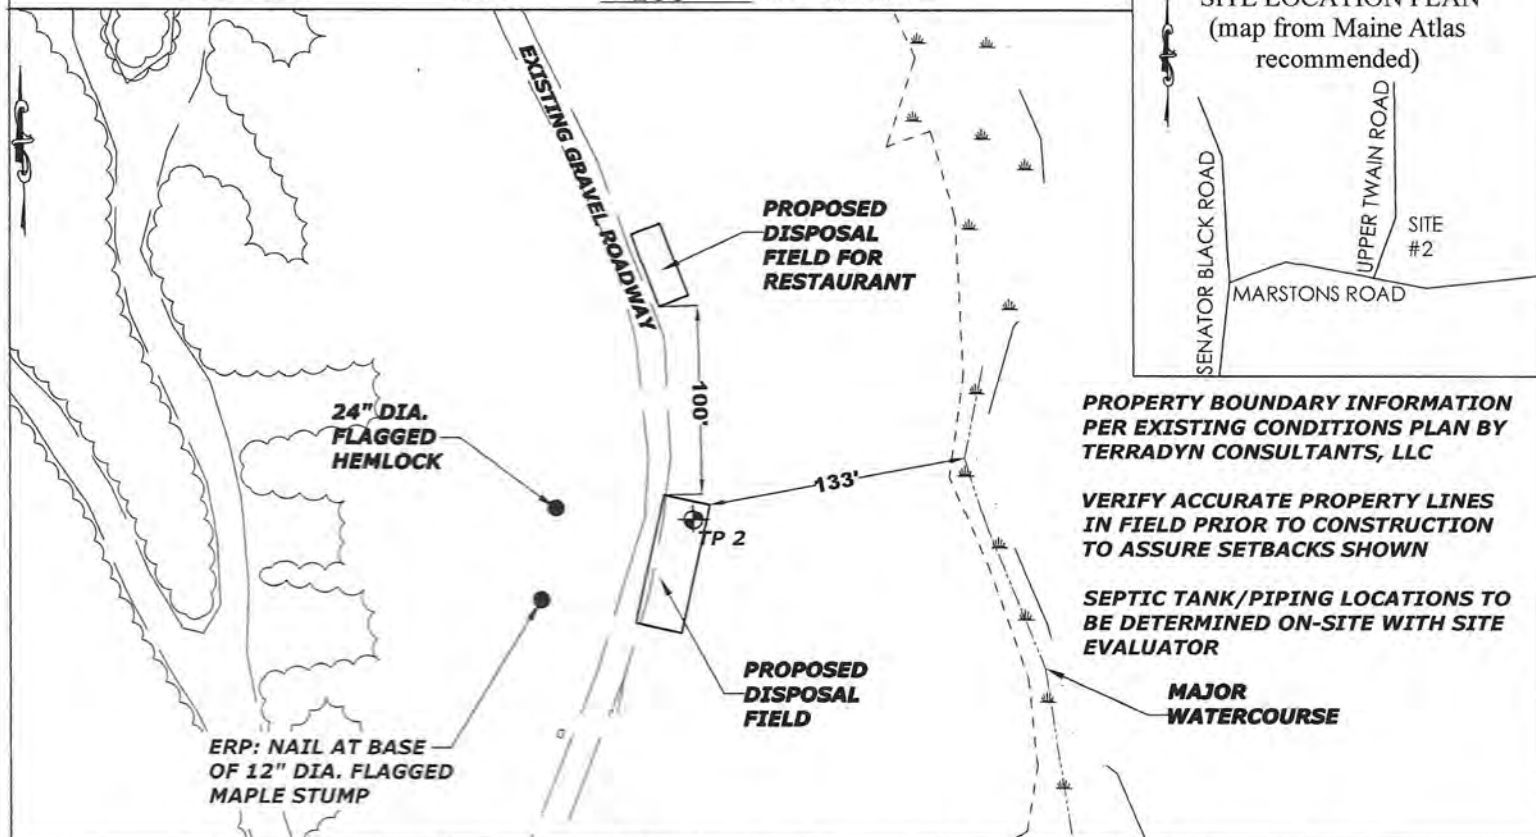 SITE LOCATION PLAN
(map from Maine Atlas
recommended)
EXISTING GRAVEL ROADWAY
PROPOSED
DISPOSAL
FIELD FOR
RESTAURANT
SENATOR BLACK ROAD
UPPER TWAIN ROAD
SITE
#2
MARSTONS ROAD
24" DIA.
FLAGGED
HEMLOCK
100'
133'
TP 2
PROPERTY BOUNDARY INFORMATION
PER EXISTING CONDITIONS PLAN BY
TERRADYN CONSULTANTS, LLC
VERIFY ACCURATE PROPERTY LINES
IN FIELD PRIOR TO CONSTRUCTION
TO ASSURE SETBACKS SHOWN
SEPTIC TANK/PIPING LOCATIONS TO
BE DETERMINED ON-SITE WITH SITE
EVALUATOR
PROPOSED
DISPOSAL
FIELD
MAJOR
WATERCOURSE
ERP: NAIL AT BASE
OF 12" DIA. FLAGGED
MAPLE STUMP